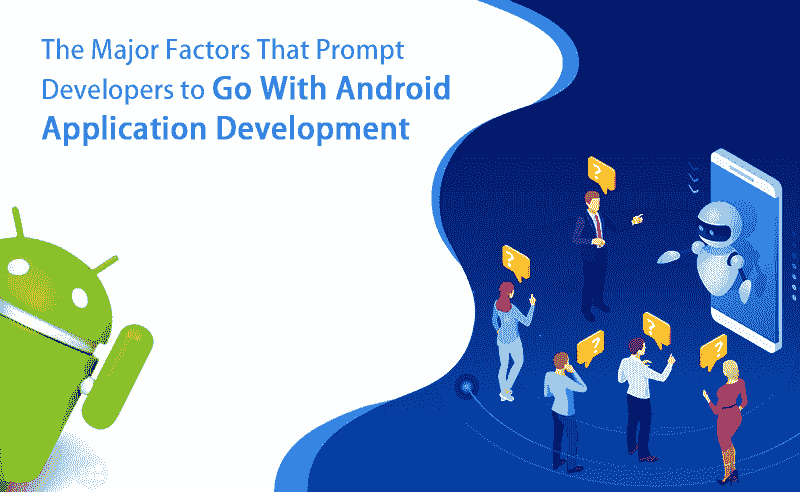 The Major Factors That Prompt
Developers to Go With Android
Application Development
?
?
?
?
?